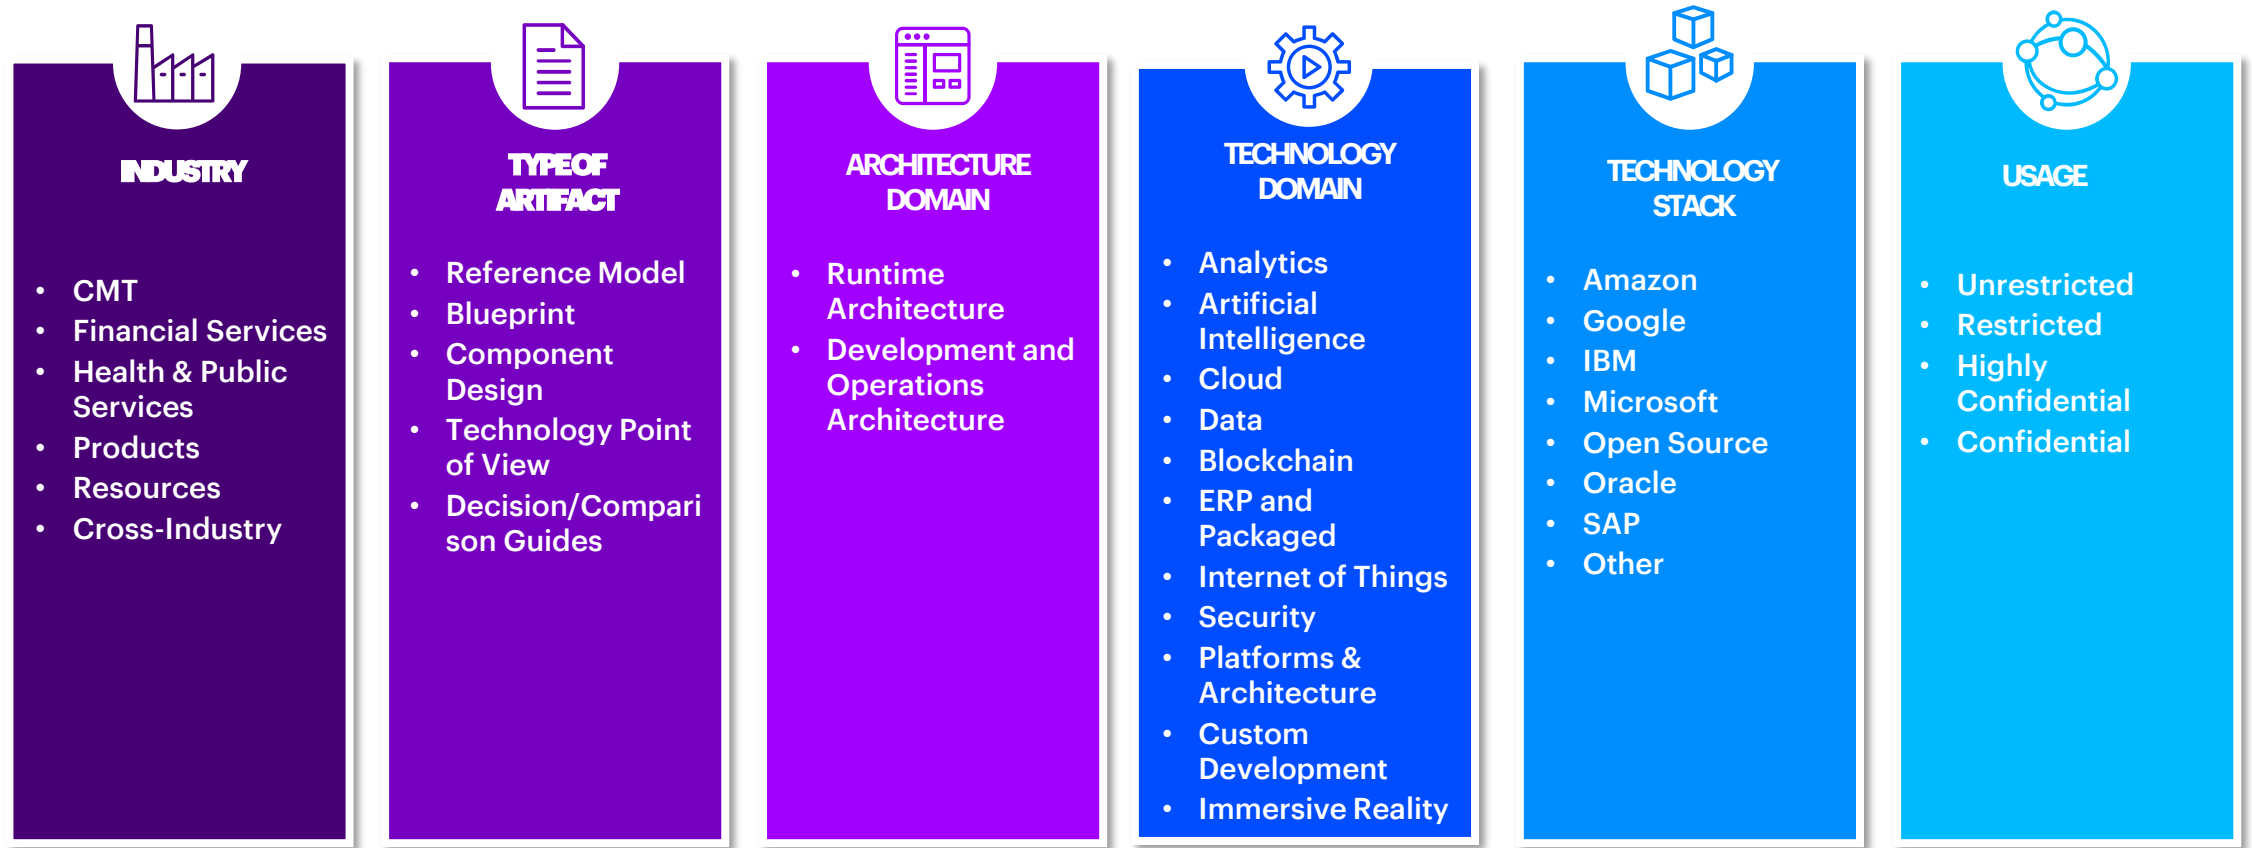 INDUSTRY
• CMT
• Financial Services
• Health & Public
Services
• Products
• Resources
• Cross-Industry
TYPE OF
ARTIFACT
• Reference Model
• Blueprint
• Component
Design
• Technology Point
of View
• Decision/Compari
son Guides
ARCHITECTURE
DOMAIN
• Runtime
Architecture
• Development and
Operations
Architecture
TECHNOLOGY
DOMAIN
• Analytics
• Artificial
Intelligence
• Cloud
• Data
• Blockchain
• ERP and
Packaged
• Internet of Things
• Security
• Platforms &
Architecture
• Custom
Development
• Immersive Reality
TECHNOLOGY
STACK
• Amazon
• Google
• IBM
• Microsoft
• Open Source
• Oracle
• SAP
• Other
USAGE
• Unrestricted
• Restricted
• Highly
Confidential
• Confidential